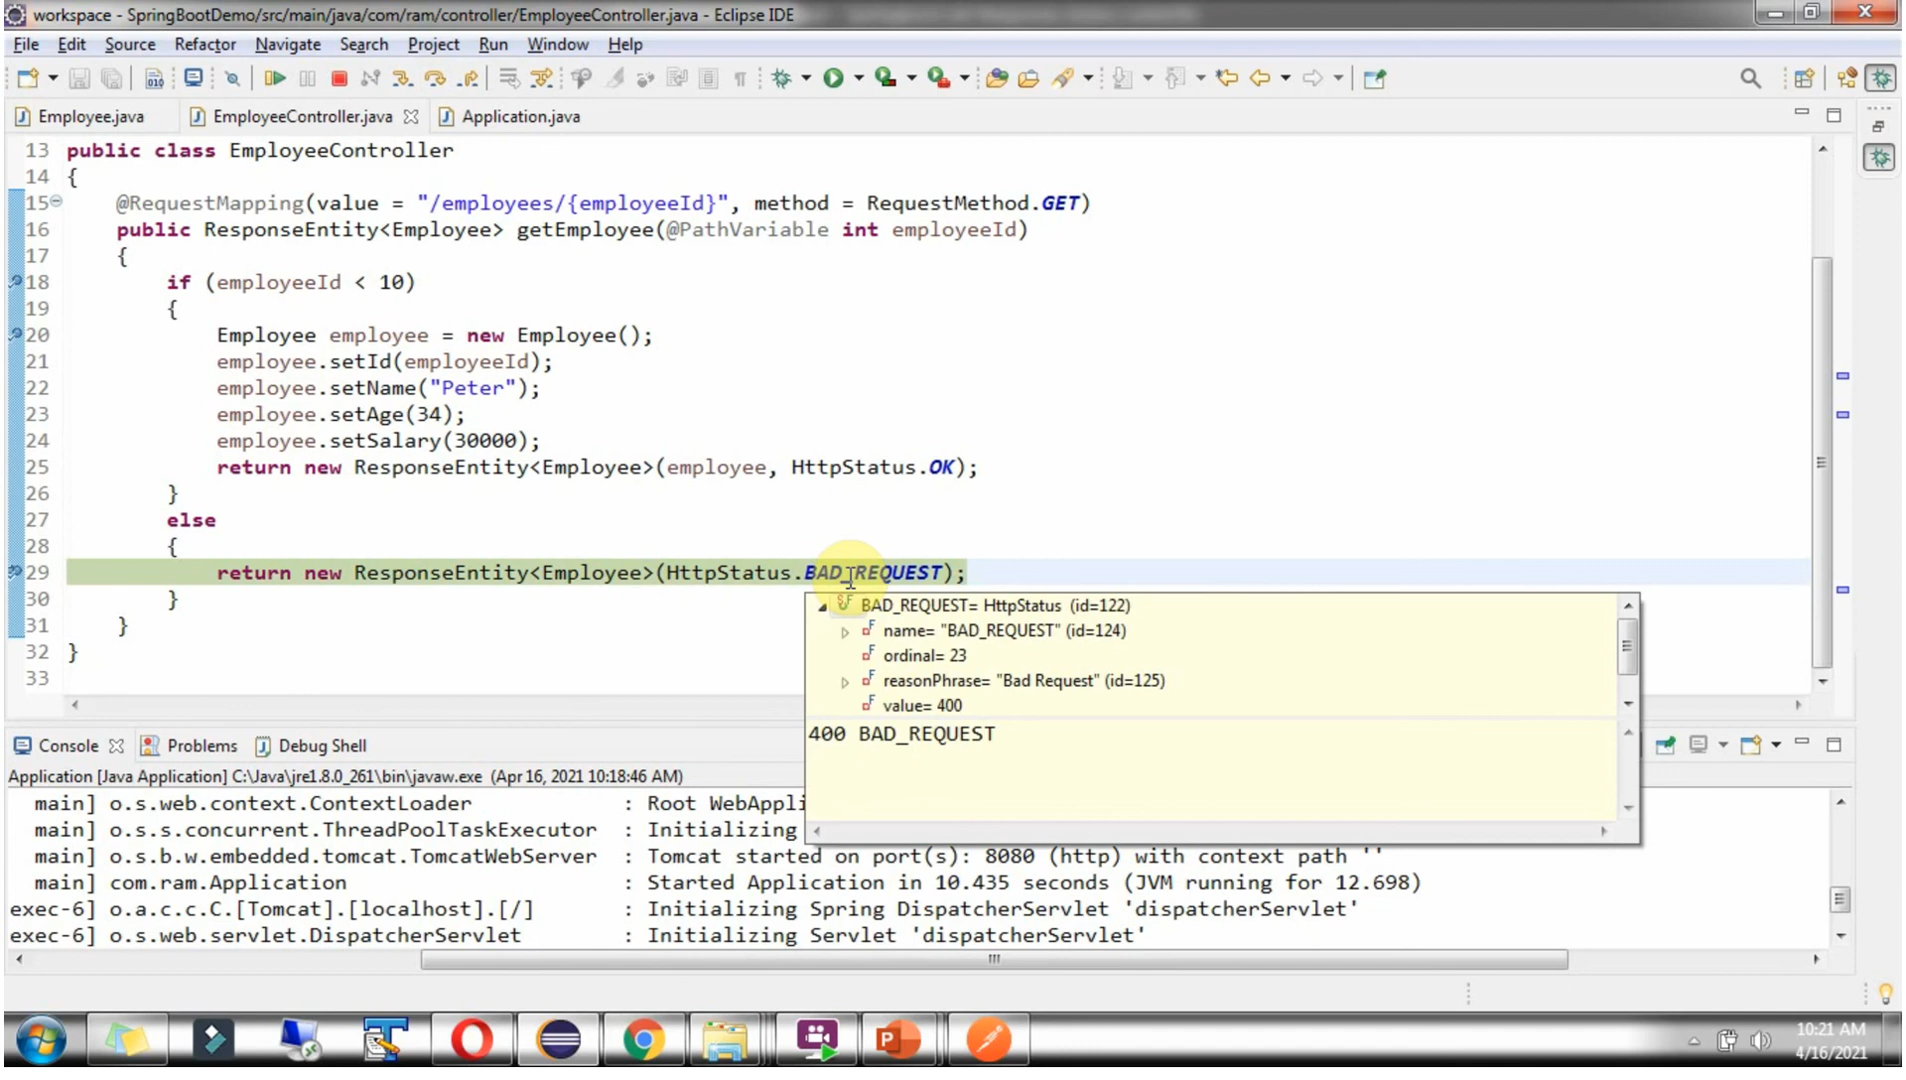 workspace - SpringBootDemo/src/main/java/com/ram/controller/EmployeeController.java - Eclipse IDE
File Edit Source Refactor Navigate Search Project Run Window Help
Employee.java EmployeeController.java Application.java
13 public class EmployeeController
14 {
15 @RequestMapping(value = "/employees/{employeeId}", method = RequestMethod.GET)
16 public ResponseEntity<Employee> getEmployee(@PathVariable int employeeId)
17 {
18 if (employeeId < 10)
19 {
20 Employee employee = new Employee();
21 employee.setId(employeeId);
22 employee.setName("Peter");
23 employee.setAge(34);
24 employee.setSalary(30000);
25 return new ResponseEntity<Employee>(employee, HttpStatus.OK);
26 }
27 else
28 {
29 return new ResponseEntity<Employee>(HttpStatus.BAD_REQUEST);
30 }
31 }
32 }
33
BAD_REQUEST= HttpStatus (id=122)
name= "BAD_REQUEST" (id=124)
ordinal= 23
reasonPhrase= "Bad Request" (id=125)
value= 400
400 BAD_REQUEST
Console Problems Debug Shell
Application [Java Application] C:\Java\jre1.8.0_261\bin\javaw.exe (Apr 16, 2021 10:18:46 AM)
main] o.s.web.context.ContextLoader : Root WebAppli
main] o.s.s.concurrent.ThreadPoolTaskExecutor : Initializing
main] o.s.b.w.embedded.tomcat.TomcatWebServer : Tomcat started on port(s): 8080 (http) with context path ''
main] com.ram.Application : Started Application in 10.435 seconds (JVM running for 12.698)
exec-6] o.a.c.c.C.[Tomcat].[localhost].[/] : Initializing Spring DispatcherServlet 'dispatcherServlet'
exec-6] o.s.web.servlet.DispatcherServlet : Initializing Servlet 'dispatcherServlet'
10:21 AM
4/16/2021